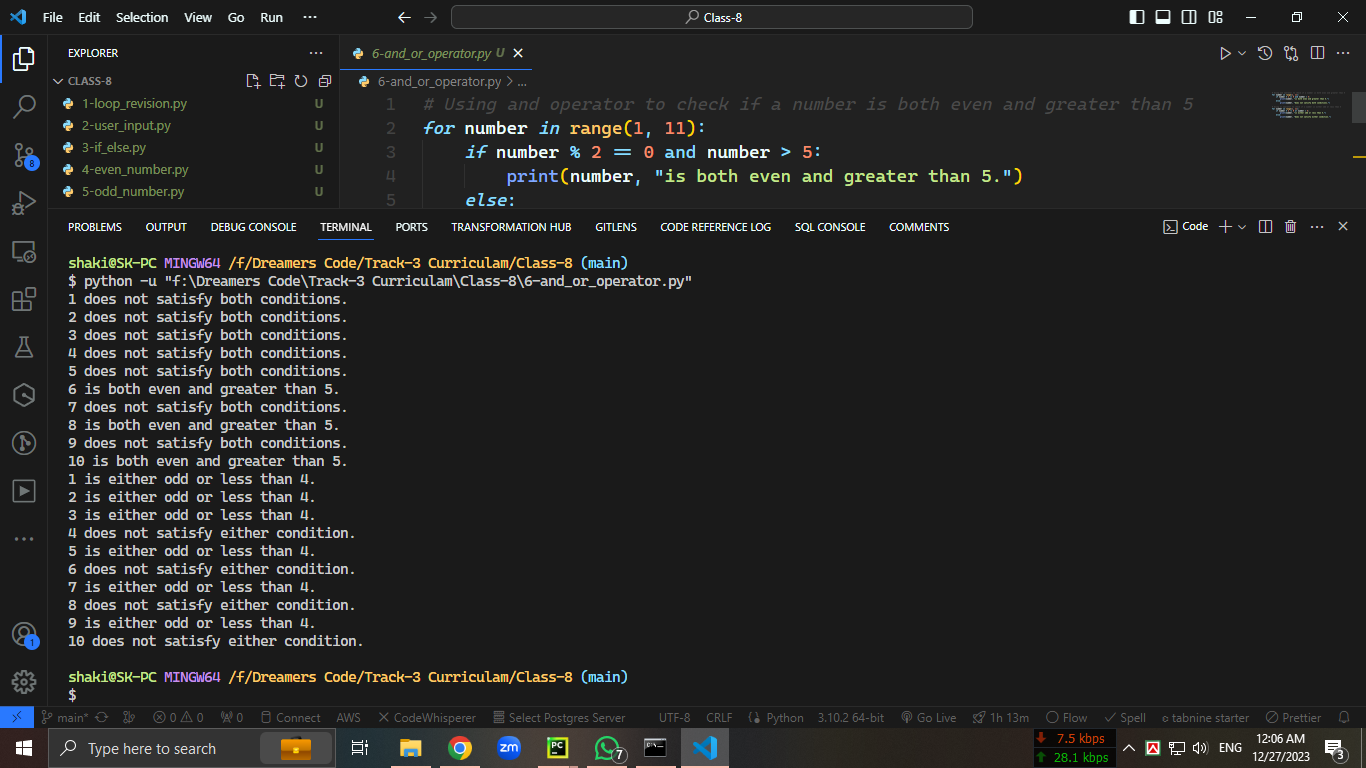 File Edit Selection View Go Run ··· Class-8
EXPLORER ···
CLASS-8
1-loop_revision.py U
2-user_input.py U
3-if_else.py U
4-even_number.py U
5-odd_number.py U
6-and_or_operator.py U
6-and_or_operator.py > ...
1 # Using and operator to check if a number is both even and greater than 5
2 for number in range(1, 11):
3 if number % 2 == 0 and number > 5:
4 print(number, "is both even and greater than 5.")
5 else:
PROBLEMS OUTPUT DEBUG CONSOLE TERMINAL PORTS TRANSFORMATION HUB GITLENS CODE REFERENCE LOG SQL CONSOLE COMMENTS Code
shaki@SK-PC MINGW64 /f/Dreamers Code/Track-3 Curriculam/Class-8 (main)
$ python -u "f:\Dreamers Code\Track-3 Curriculam\Class-8\6-and_or_operator.py"
1 does not satisfy both conditions.
2 does not satisfy both conditions.
3 does not satisfy both conditions.
4 does not satisfy both conditions.
5 does not satisfy both conditions.
6 is both even and greater than 5.
7 does not satisfy both conditions.
8 is both even and greater than 5.
9 does not satisfy both conditions.
10 is both even and greater than 5.
1 is either odd or less than 4.
2 is either odd or less than 4.
3 is either odd or less than 4.
4 does not satisfy either condition.
5 is either odd or less than 4.
6 does not satisfy either condition.
7 is either odd or less than 4.
8 does not satisfy either condition.
9 is either odd or less than 4.
10 does not satisfy either condition.
shaki@SK-PC MINGW64 /f/Dreamers Code/Track-3 Curriculam/Class-8 (main)
$
8
1
main* 0 0 0 Connect AWS CodeWhisperer Select Postgres Server UTF-8 CRLF Python 3.10.2 64-bit Go Live 1h 13m Flow Spell tabnine starter Prettier
Type here to search zm PC 7 7.5 kbps ENG 12:06 AM
28.1 kbps 12/27/2023 3